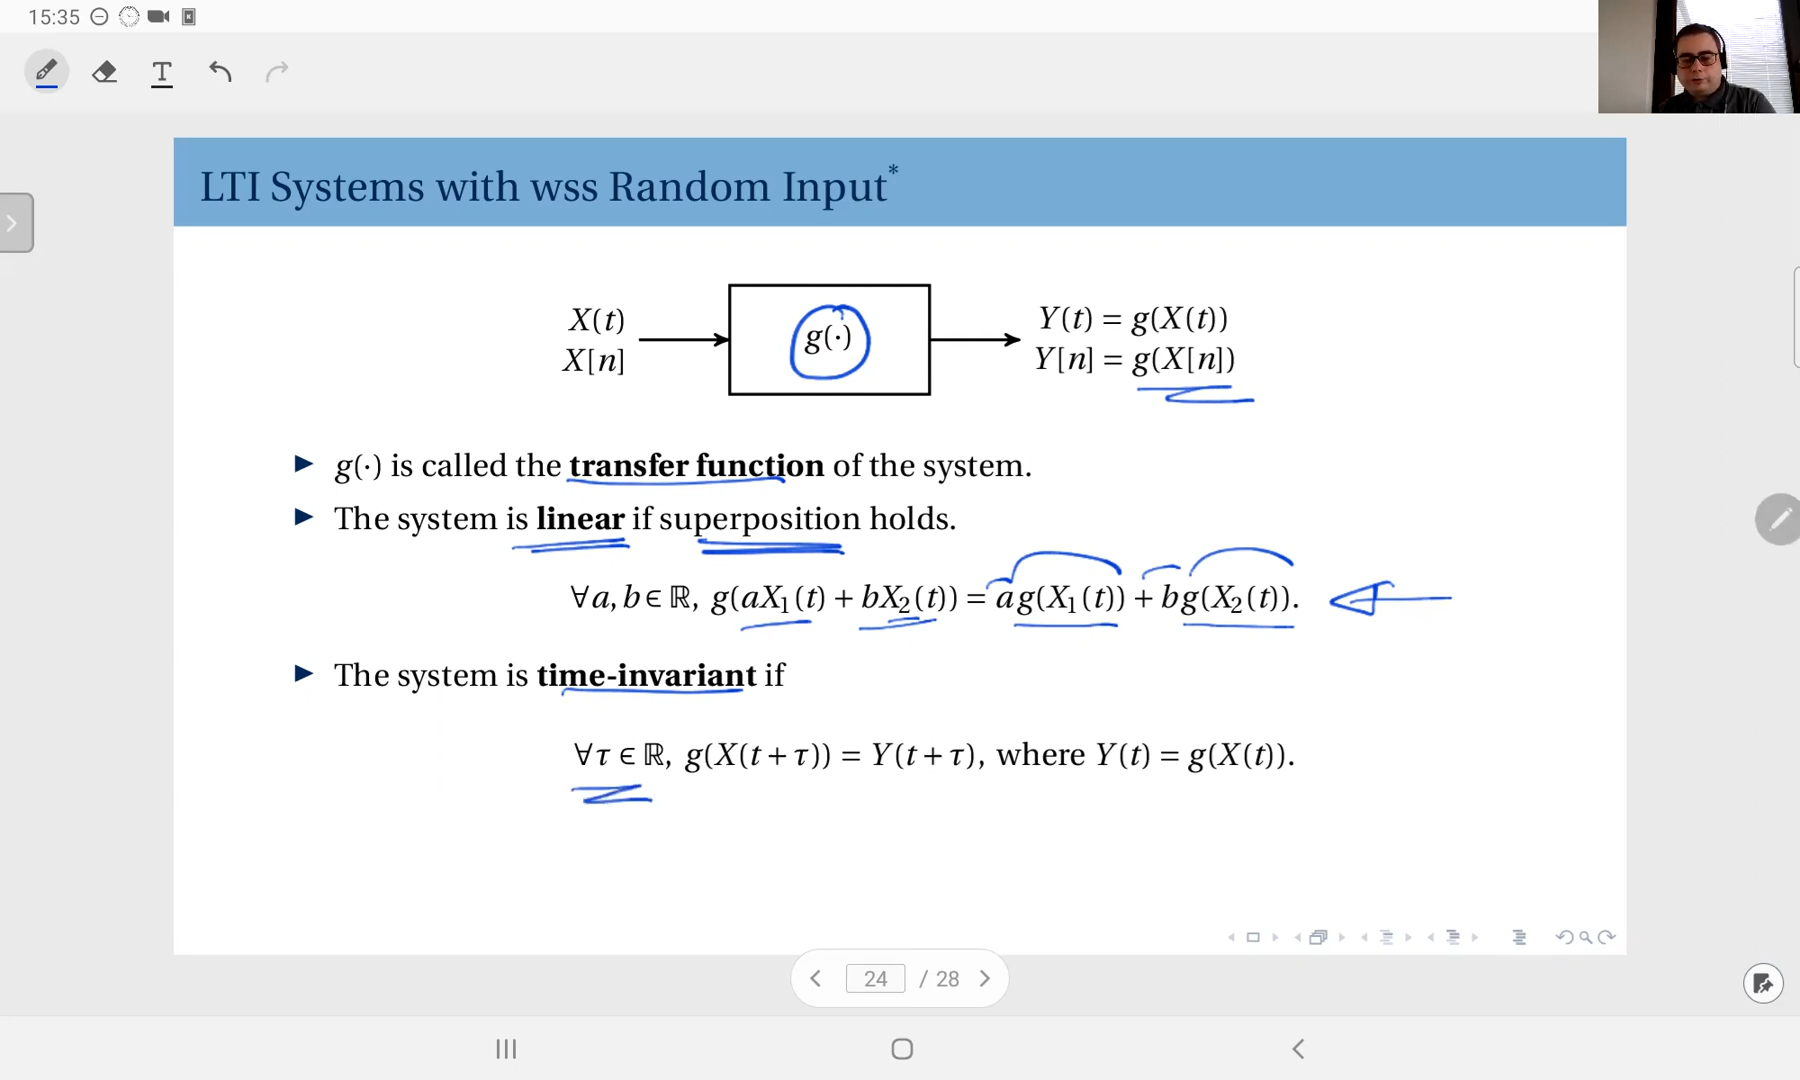 15:35
T
LTI Systems with wss Random Input*
X(t)
X[n]
g(·)
Y(t) = g(X(t))
Y[n] = g(X[n])
► g(·) is called the transfer function of the system.
► The system is linear if superposition holds.
∀a, b ∈ ℝ, g(aX₁(t) + bX₂(t)) = ag(X₁(t)) + bg(X₂(t)).
► The system is time-invariant if
∀τ ∈ ℝ, g(X(t + τ)) = Y(t + τ), where Y(t) = g(X(t)).
24 / 28